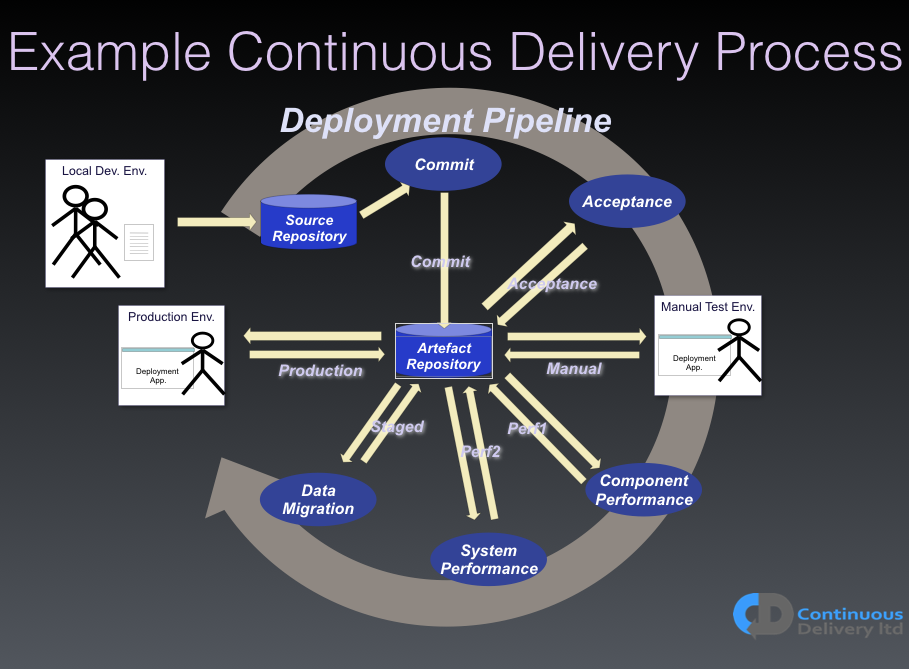 Example Continuous Delivery Process
Deployment Pipeline
Local Dev. Env.
Commit
Acceptance
Source
Repository
Commit
Acceptance
Production Env.
Deployment
App.
Artefact
Repository
Manual Test Env.
Deployment
App.
Production
Manual
Staged
Perf1
Perf2
Data
Migration
Component
Performance
System
Performance
Continuous
Delivery ltd